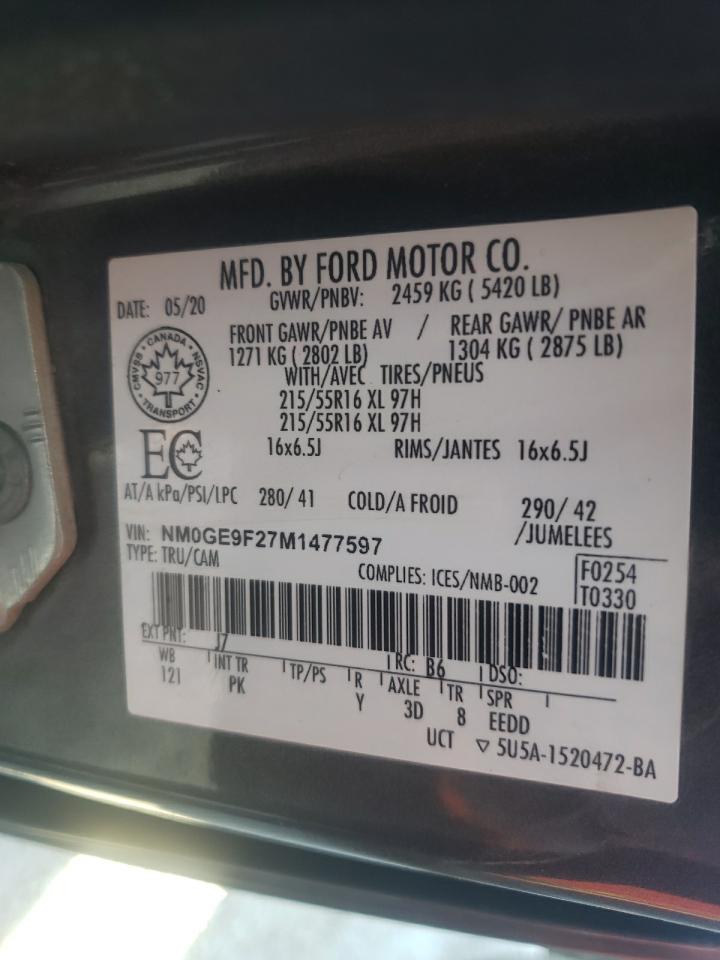 MFD. BY FORD MOTOR CO.
DATE: 05/20
GVWR/PNBV: 2459 KG ( 5420 LB)
FRONT GAWR/PNBE AV / REAR GAWR/ PNBE AR
1271 KG ( 2802 LB) 1304 KG ( 2875 LB)
WITH/AVEC TIRES/PNEUS
215/55R16 XL 97H
215/55R16 XL 97H
16x6.5J RIMS/JANTES 16x6.5J
CMVSS • CANADA • NSVAC • TRANSPORT •
977
EC
AT/A kPa/PSI/LPC 280/ 41 COLD/A FROID 290/ 42
/JUMELEES
VIN: NM0GE9F27M1477597
TYPE: TRU/CAM
COMPLIES: ICES/NMB-002
F0254
T0330
EXT PNT: J7 RC: B6 DSO:
WB INT TR TP/PS R AXLE TR SPR
121 PK Y 3D 8 EEDD
UCT ▽ 5U5A-1520472-BA